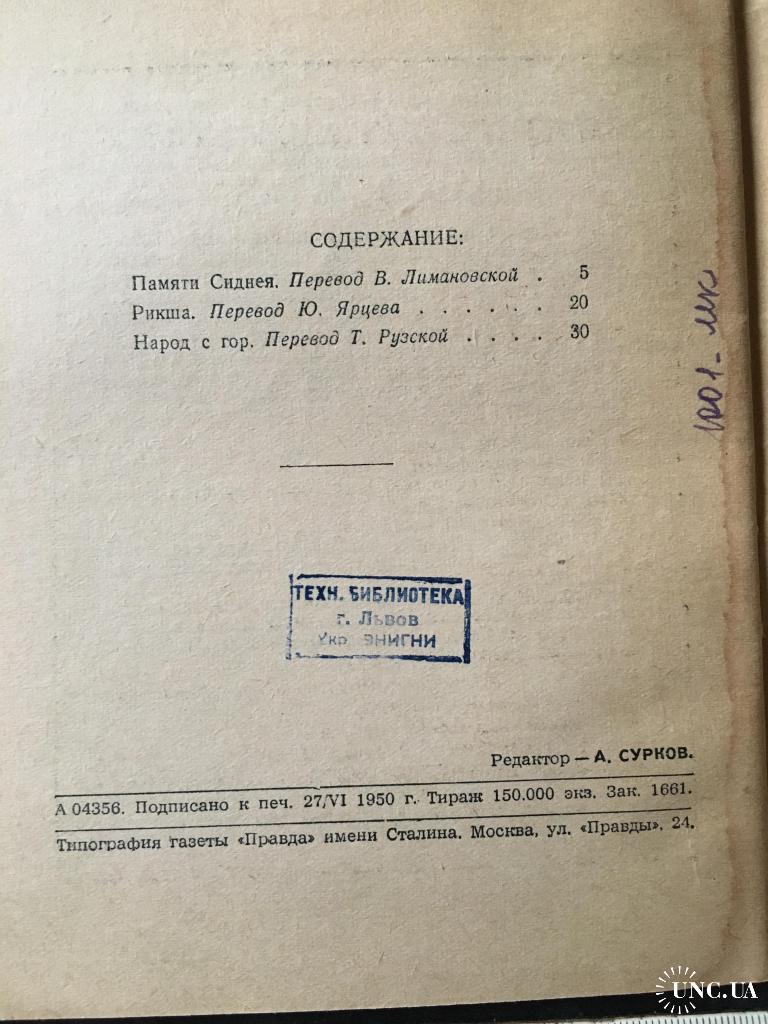 СОДЕРЖАНИЕ:
Памяти Сиднея. Перевод В. Лимановской . 5
Рикша. Перевод Ю. Ярцева . . . . . . 20
Народ с гор. Перевод Т. Рузской . . . . 30
ТЕХН. БИБЛИОТЕКА
г. Львов
Укр ЗНИГНИ
Редактор — А. СУРКОВ.
А 04356. Подписано к печ. 27/VI 1950 г. Тираж 150.000 экз. Зак. 1661.
Типография газеты «Правда» имени Сталина. Москва, ул. «Правды», 24.
UNC.UA